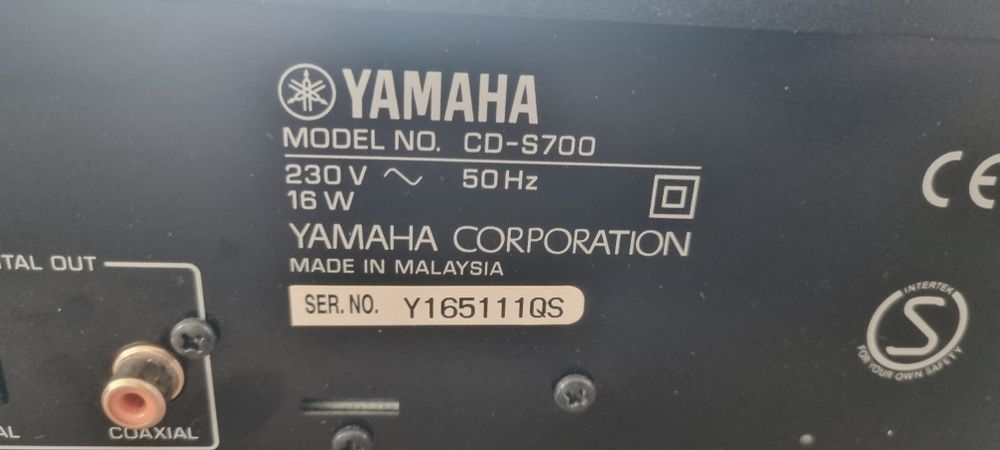 YAMAHA
MODEL NO. CD-S700
230 V ~ 50 Hz
16 W
YAMAHA CORPORATION
MADE IN MALAYSIA
SER. NO. Y165111QS
ITAL OUT
COAXIAL
AL
CE
INTERTEK
S
FOR YOUR OWN SAFETY